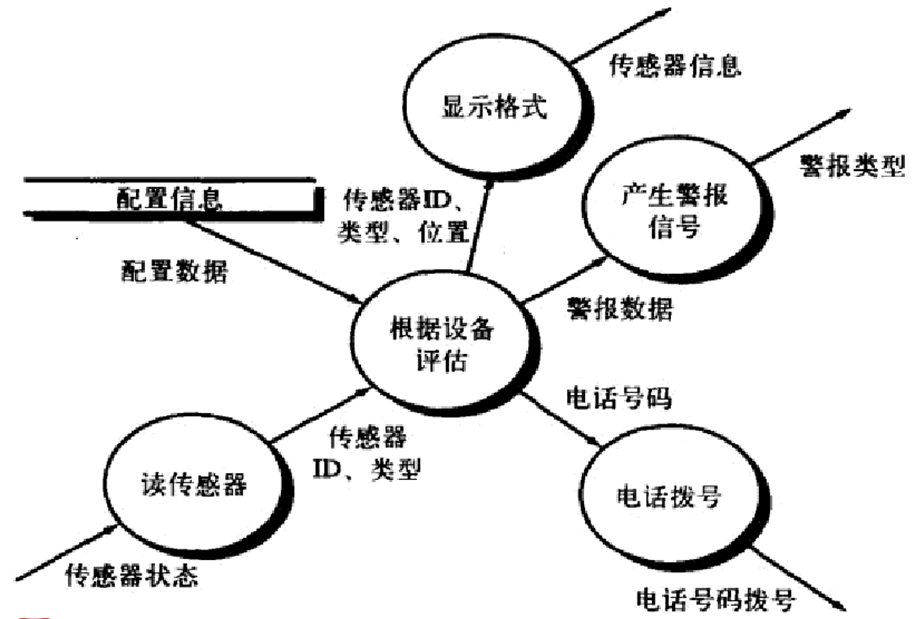 传感器信息
显示格式
警报类型
配置信息
传感器ID、
类型、位置
产生警报
信号
配置数据
警报数据
根据设备
评估
电话号码
传感器
ID、类型
读传感器
电话拨号
传感器状态
电话号码拨号